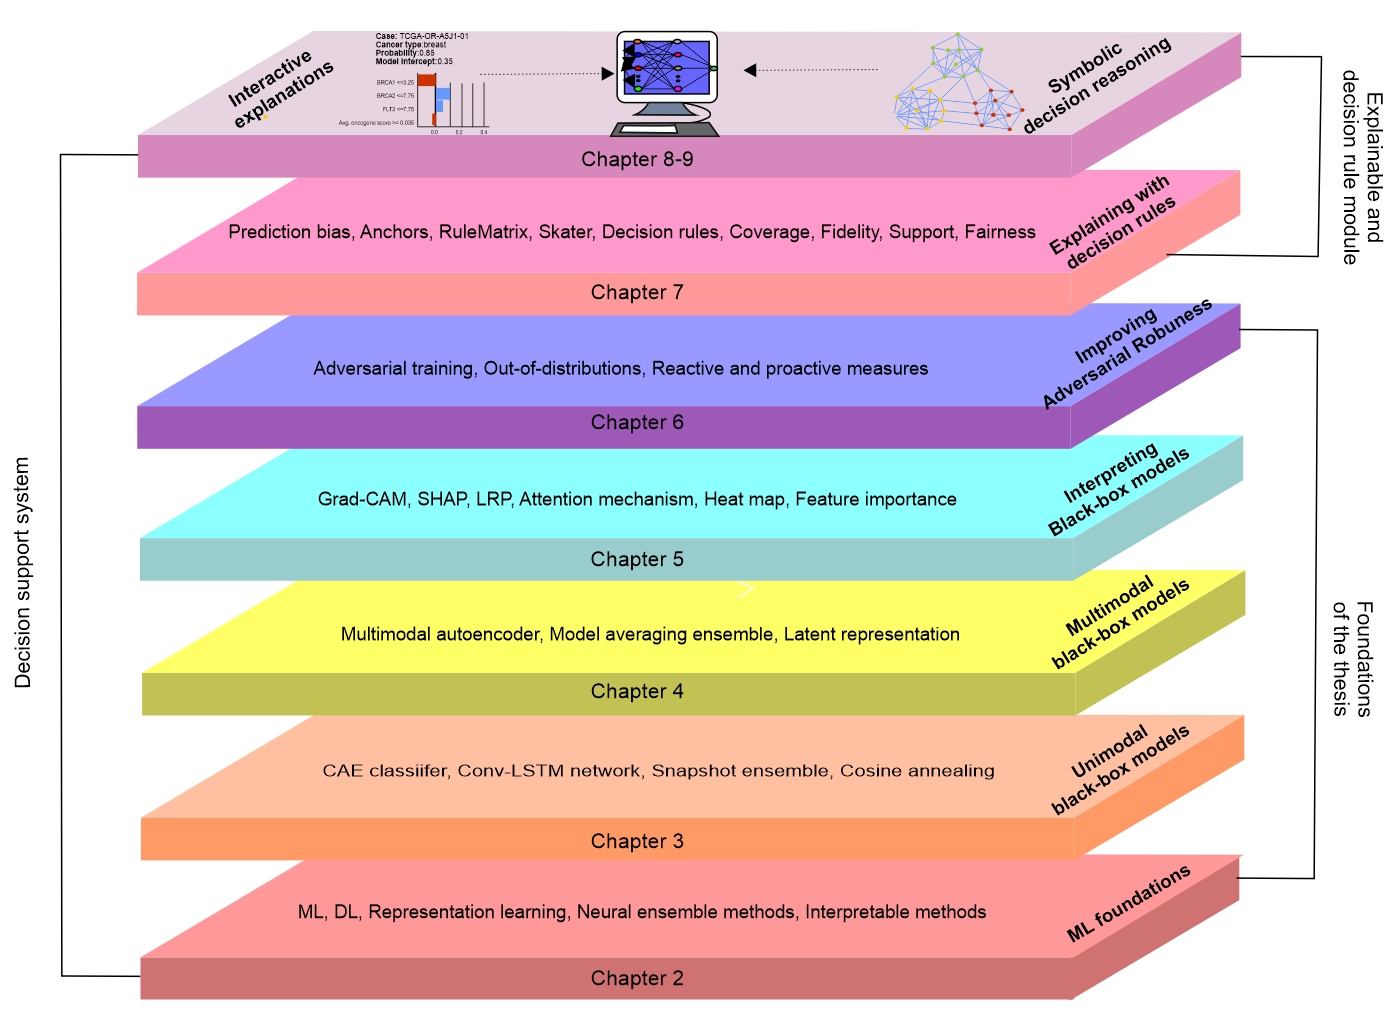 Interactive
explanations
Case: TCGA-OR-A5J1-01
Cancer type:breast
Probability:0.85
Model Intercept:0.35
BRCA1 <=3.25
BRCA2 <=7.75
FLT3 <=7.75
Avg. oncogene score >= 0.035
0.0 0.2 0.4
Symbolic
decision reasoning
Chapter 8-9
Explainable and
decision rule module
Prediction bias, Anchors, RuleMatrix, Skater, Decision rules, Coverage, Fidelity, Support, Fairness
Explaining with
decision rules
Chapter 7
Adversarial training, Out-of-distributions, Reactive and proactive measures
Improving
Adversarial Robuness
Chapter 6
Grad-CAM, SHAP, LRP, Attention mechanism, Heat map, Feature importance
Interpreting
Black-box models
Chapter 5
Decision support system
Multimodal autoencoder, Model averaging ensemble, Latent representation
Multimodal
black-box models
Chapter 4
Foundations
of the thesis
CAE classiifer, Conv-LSTM network, Snapshot ensemble, Cosine annealing
Unimodal
black-box models
Chapter 3
ML, DL, Representation learning, Neural ensemble methods, Interpretable methods
ML foundations
Chapter 2